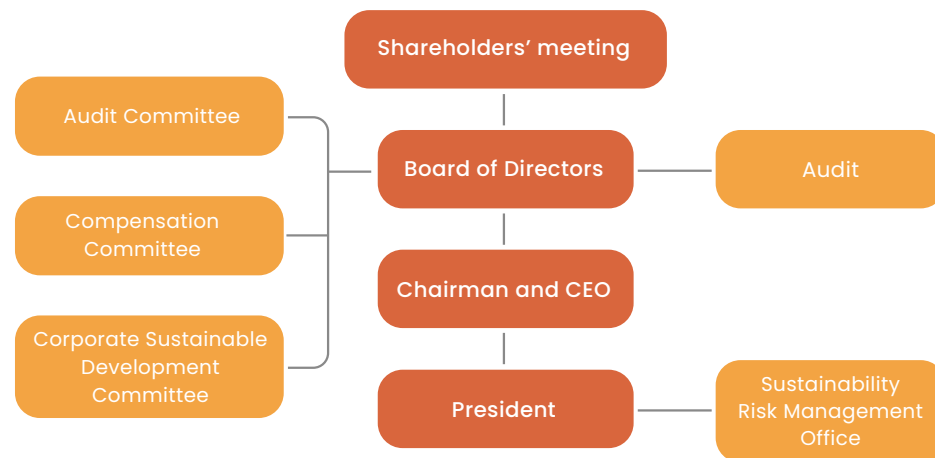 Shareholders’ meeting
Audit Committee
Board of Directors
Audit
Compensation
Committee
Chairman and CEO
Corporate Sustainable
Development
Committee
President
Sustainability
Risk Management
Office